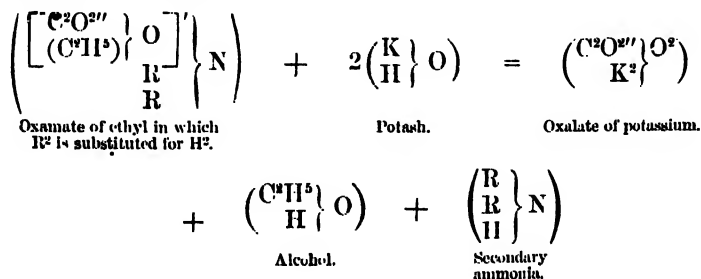 ([C²O²″ (C²H⁵)} O]′ R R } N) + 2(K H } O) = (C²O²″ K² } O²)
Oxamate of ethyl in which R² is substituted for H².
Potash.
Oxalate of potassium.
+ (C²H⁵ H } O) + (R R H } N)
Alcohol.
Secondary ammonia.